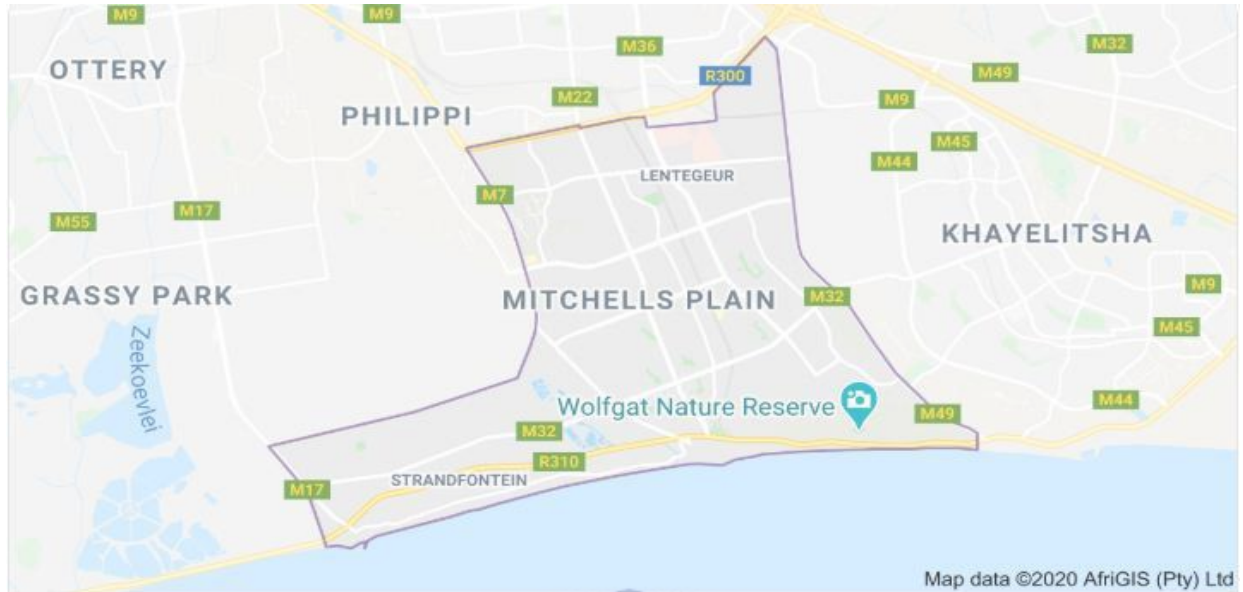 M9
M9
M36
M32
OTTERY
M49
R300
M22
M9
PHILIPPI
M45
M44
LENTEGEUR
M7
M17
M55
KHAYELITSHA
M9
GRASSY PARK
MITCHELLS PLAIN
M32
M45
Zeekoevlei
M44
Wolfgat Nature Reserve
M49
M32
R310
STRANDFONTEIN
M17
Map data ©2020 AfriGIS (Pty) Ltd